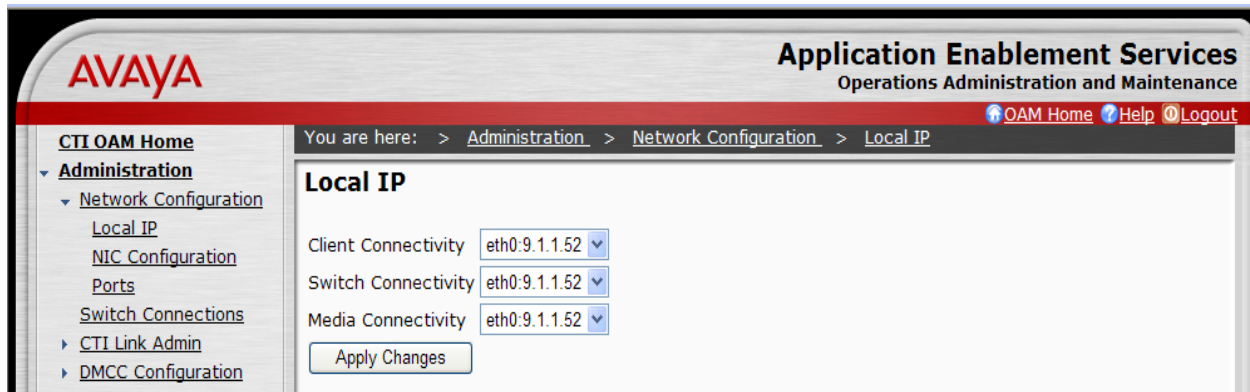 AVAYA
Application Enablement Services
Operations Administration and Maintenance
OAM Home Help Logout
CTI OAM Home
Administration
Network Configuration
Local IP
NIC Configuration
Ports
Switch Connections
CTI Link Admin
DMCC Configuration
You are here: > Administration > Network Configuration > Local IP
Local IP
Client Connectivity eth0:9.1.1.52
Switch Connectivity eth0:9.1.1.52
Media Connectivity eth0:9.1.1.52
Apply Changes